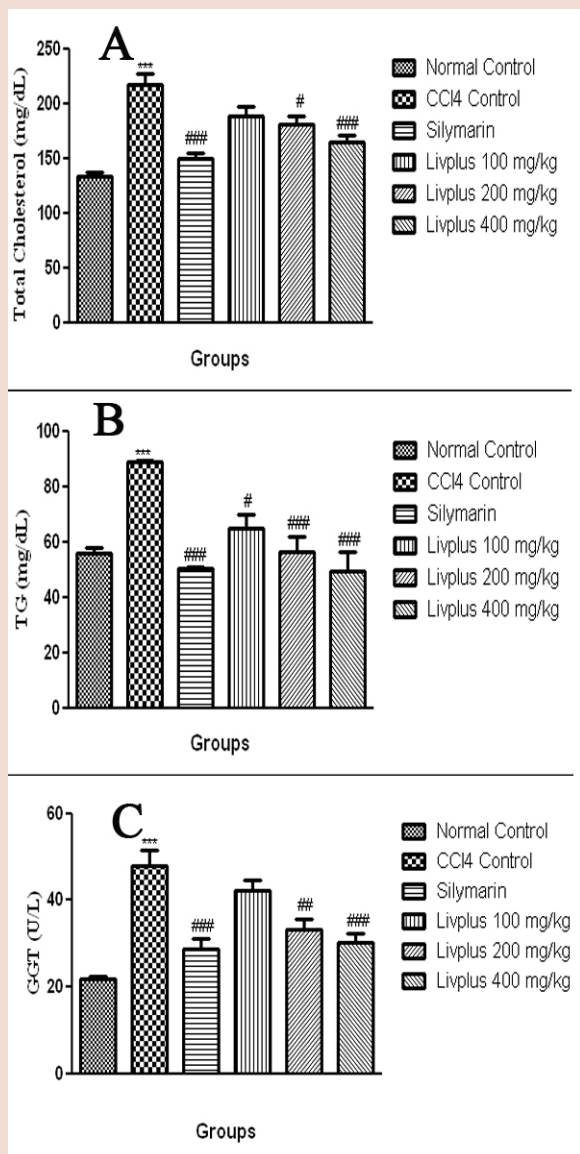 A
Total Cholesterol (mg/dL)
250
200
150
100
50
0
***
###
#
###
Groups
Normal Control
CCl4 Control
Silymarin
Livplus 100 mg/kg
Livplus 200 mg/kg
Livplus 400 mg/kg
B
TG (mg/dL)
100
80
60
40
20
0
***
###
#
###
###
Groups
Normal Control
CCl4 Control
Silymarin
Livplus 100 mg/kg
Livplus 200 mg/kg
Livplus 400 mg/kg
C
GGT (U/L)
60
40
20
0
***
###
##
###
Groups
Normal Control
CCl4 Control
Silymarin
Livplus 100 mg/kg
Livplus 200 mg/kg
Livplus 400 mg/kg